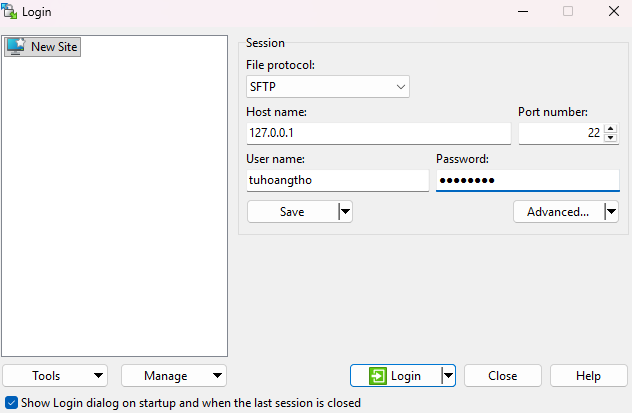 Login
New Site
Session
File protocol:
SFTP
Host name:
Port number:
127.0.0.1
22
User name:
Password:
tuhoangtho
●●●●●●●●
Save
Advanced...
Tools
Manage
Login
Close
Help
Show Login dialog on startup and when the last session is closed